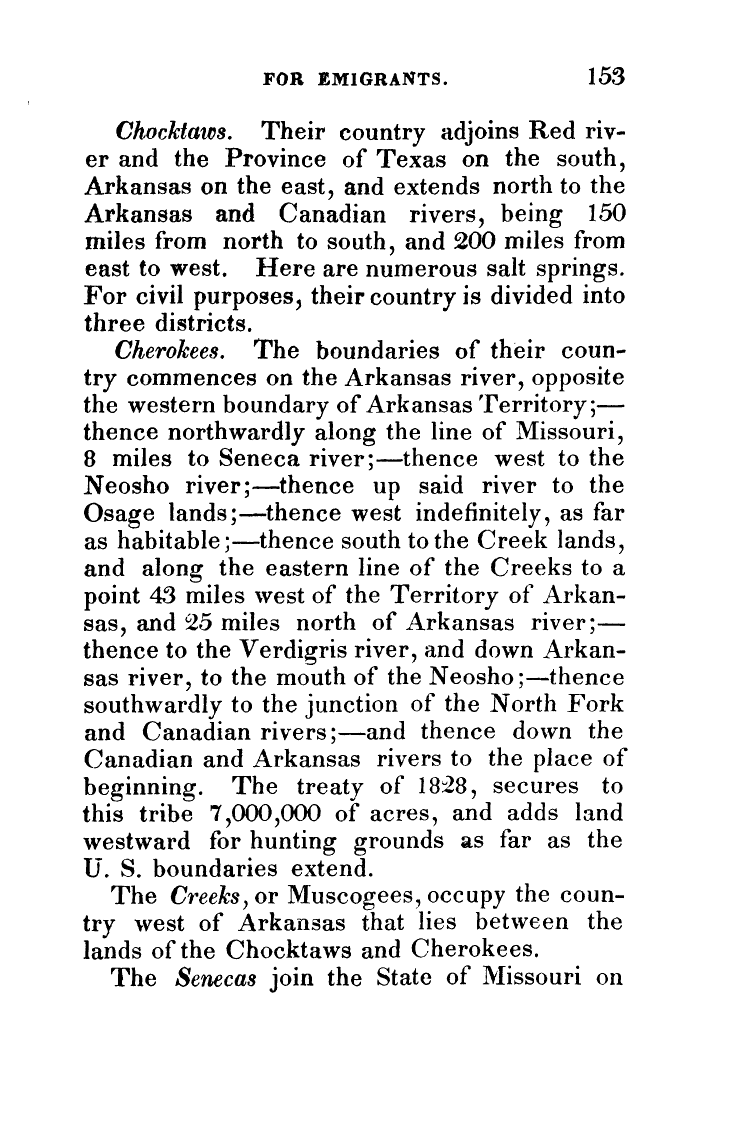 FOR EMIGRANTS. 153
Chocktaws. Their country adjoins Red riv-
er and the Province of Texas on the south,
Arkansas on the east, and extends north to the
Arkansas and Canadian rivers, being 150
miles from north to south, and 200 miles from
east to west. Here are numerous salt springs.
For civil purposes, their country is divided into
three districts.
Cherokees. The boundaries of their coun-
try commences on the Arkansas river, opposite
the western boundary of Arkansas Territory;—
thence northwardly along the line of Missouri,
8 miles to Seneca river;—thence west to the
Neosho river;—thence up said river to the
Osage lands;—thence west indefinitely, as far
as habitable;—thence south to the Creek lands,
and along the eastern line of the Creeks to a
point 43 miles west of the Territory of Arkan-
sas, and 25 miles north of Arkansas river;—
thence to the Verdigris river, and down Arkan-
sas river, to the mouth of the Neosho;—thence
southwardly to the junction of the North Fork
and Canadian rivers;—and thence down the
Canadian and Arkansas rivers to the place of
beginning. The treaty of 1828, secures to
this tribe 7,000,000 of acres, and adds land
westward for hunting grounds as far as the
U. S. boundaries extend.
The Creeks, or Muscogees, occupy the coun-
try west of Arkansas that lies between the
lands of the Chocktaws and Cherokees.
The Senecas join the State of Missouri on